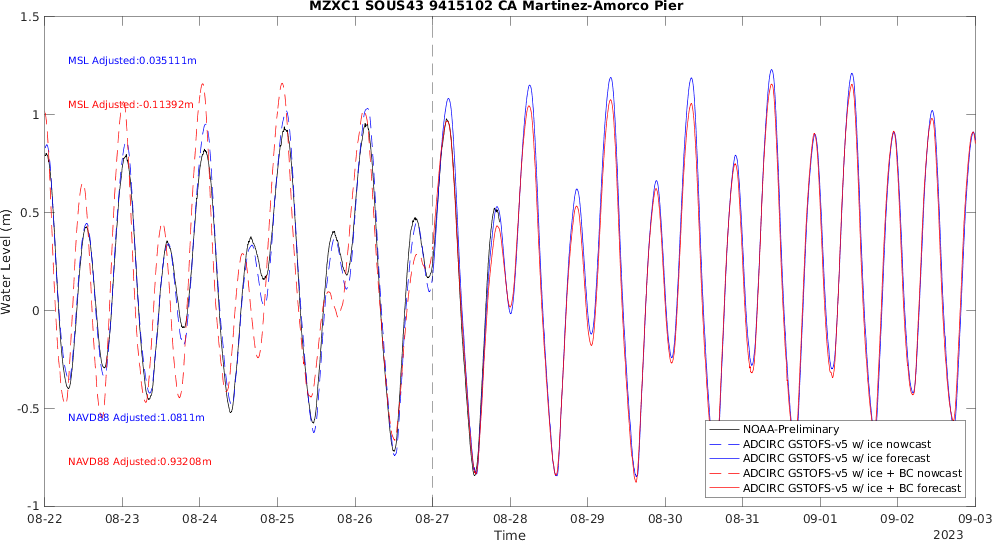 MZXC1 SOUS43 9415102 CA Martinez-Amorco Pier
1.5
1
0.5
0
-0.5
-1
Water Level (m)
MSL Adjusted:0.035111m
MSL Adjusted:-0.11392m
NAVD88 Adjusted:1.0811m
NAVD88 Adjusted:0.93208m
NOAA-Preliminary
ADCIRC GSTOFS-v5 w/ ice nowcast
ADCIRC GSTOFS-v5 w/ ice forecast
ADCIRC GSTOFS-v5 w/ ice + BC nowcast
ADCIRC GSTOFS-v5 w/ ice + BC forecast
08-22 08-23 08-24 08-25 08-26 08-27 08-28 08-29 08-30 08-31 09-01 09-02 09-03
Time
2023